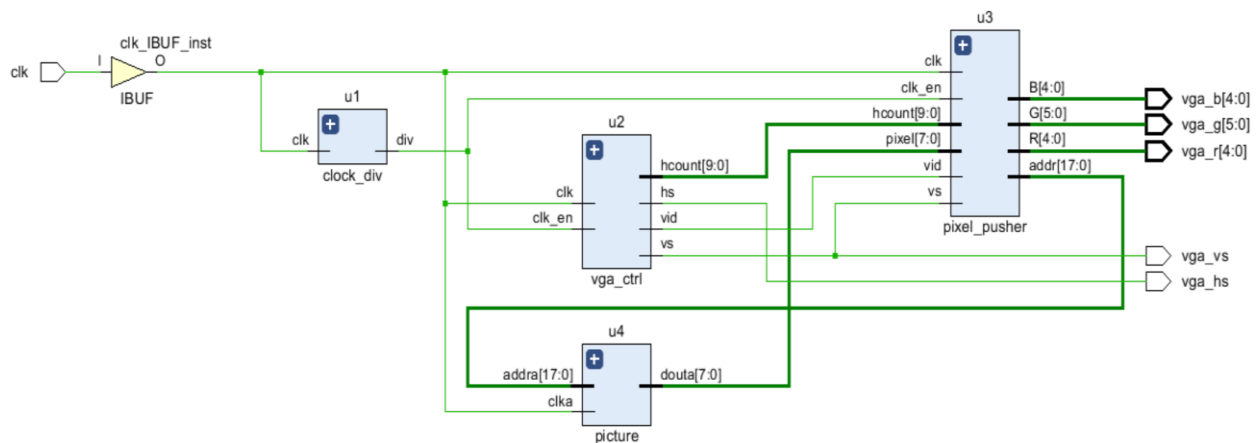 clk
I
clk_IBUF_inst
O
IBUF
u1
clk
div
clock_div
u2
clk
clk_en
hcount[9:0]
hs
vid
vs
vga_ctrl
u3
clk
clk_en
hcount[9:0]
pixel[7:0]
vid
vs
B[4:0]
G[5:0]
R[4:0]
addr[17:0]
pixel_pusher
vga_b[4:0]
vga_g[5:0]
vga_r[4:0]
vga_vs
vga_hs
u4
addra[17:0]
clka
douta[7:0]
picture